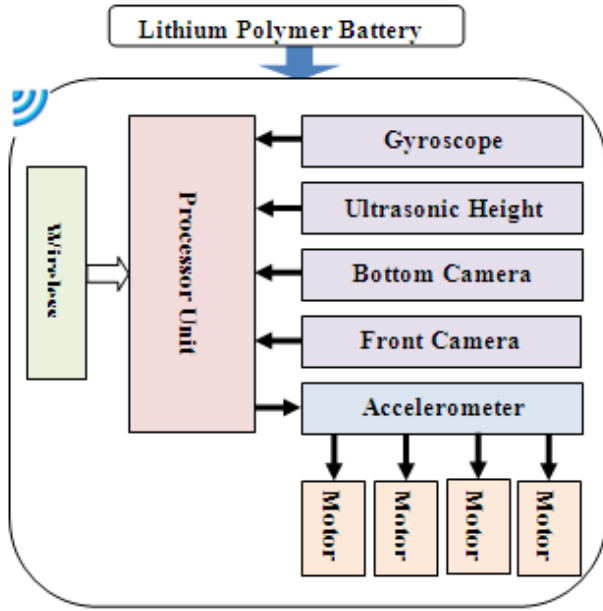 Lithium Polymer Battery
Wireless
Processor Unit
Gyroscope
Ultrasonic Height
Bottom Camera
Front Camera
Accelerometer
Motor
Motor
Motor
Motor